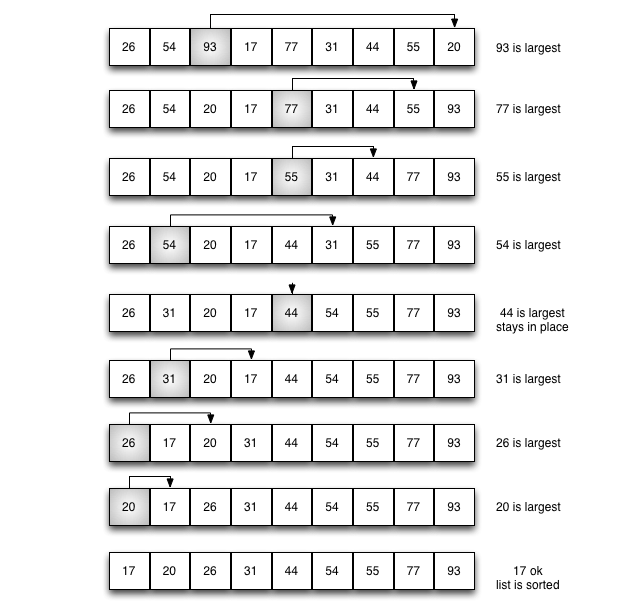 26 54 93 17 77 31 44 55 20 93 is largest
26 54 20 17 77 31 44 55 93 77 is largest
26 54 20 17 55 31 44 77 93 55 is largest
26 54 20 17 44 31 55 77 93 54 is largest
26 31 20 17 44 54 55 77 93 44 is largest
stays in place
26 31 20 17 44 54 55 77 93 31 is largest
26 17 20 31 44 54 55 77 93 26 is largest
20 17 26 31 44 54 55 77 93 20 is largest
17 20 26 31 44 54 55 77 93 17 ok
list is sorted